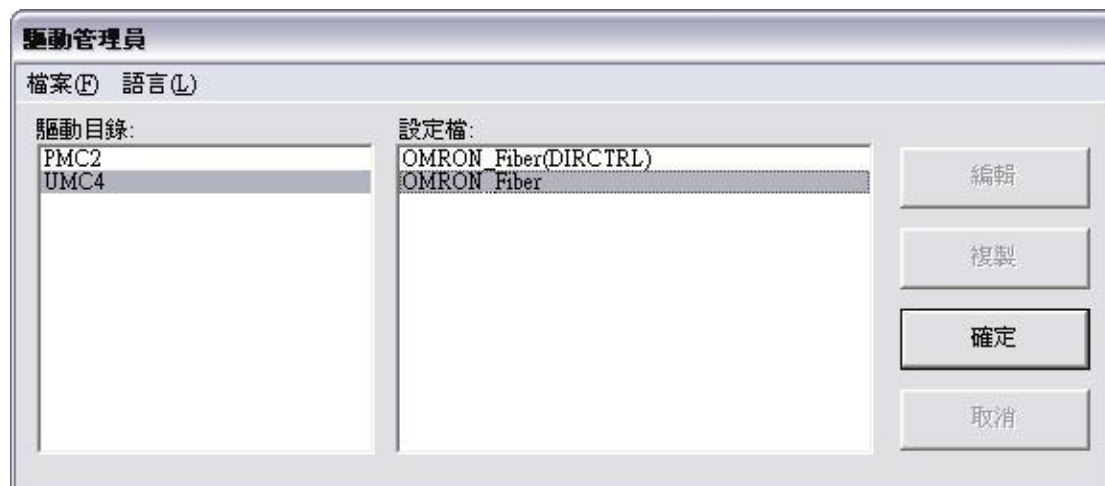 驅動管理員
檔案(F) 語言(L)
驅動目錄:
PMC2
UMC4
設定檔:
OMRON_Fiber(DIRCTRL)
OMRON_Fiber
編輯
複製
確定
取消